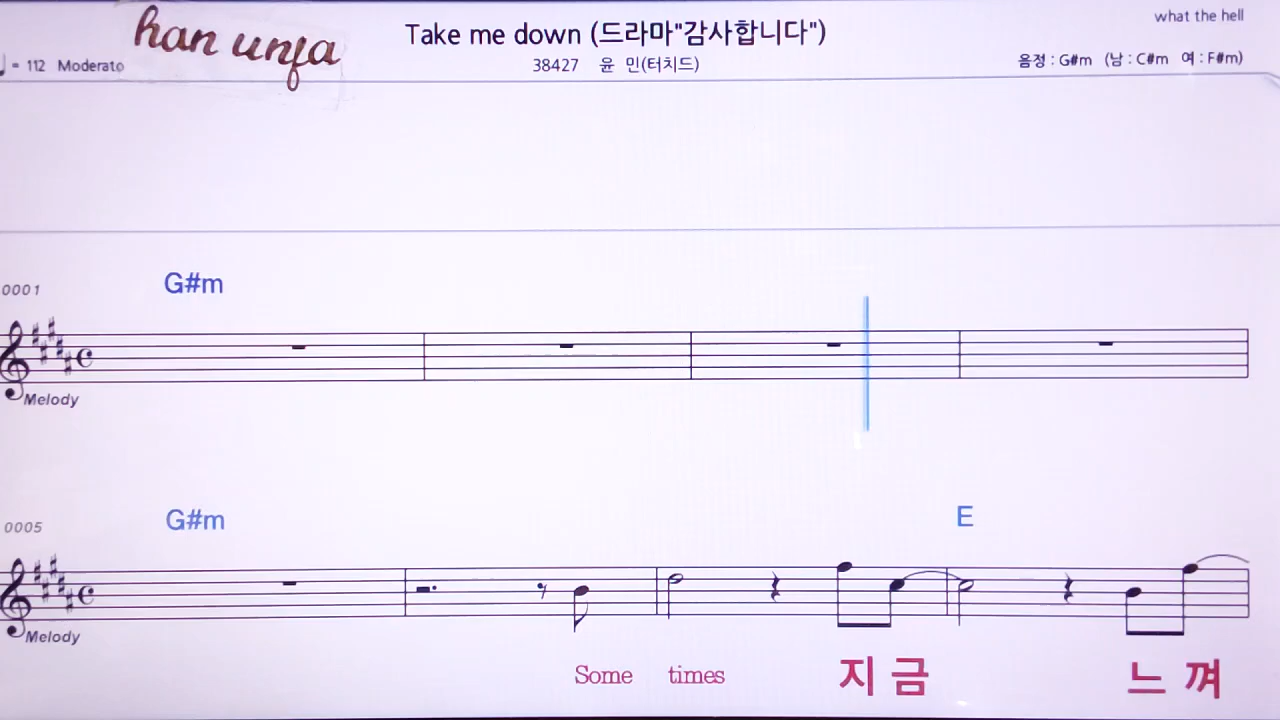 han unja
Take me down (드라마"감사합니다")
what the hell
= 112 Moderato
38427 윤 민(터치드)
음정 : G#m (남 : C#m 여 : F#m)
0001
G#m
Melody
0005
G#m
E
Melody
Some times 지 금 느 껴